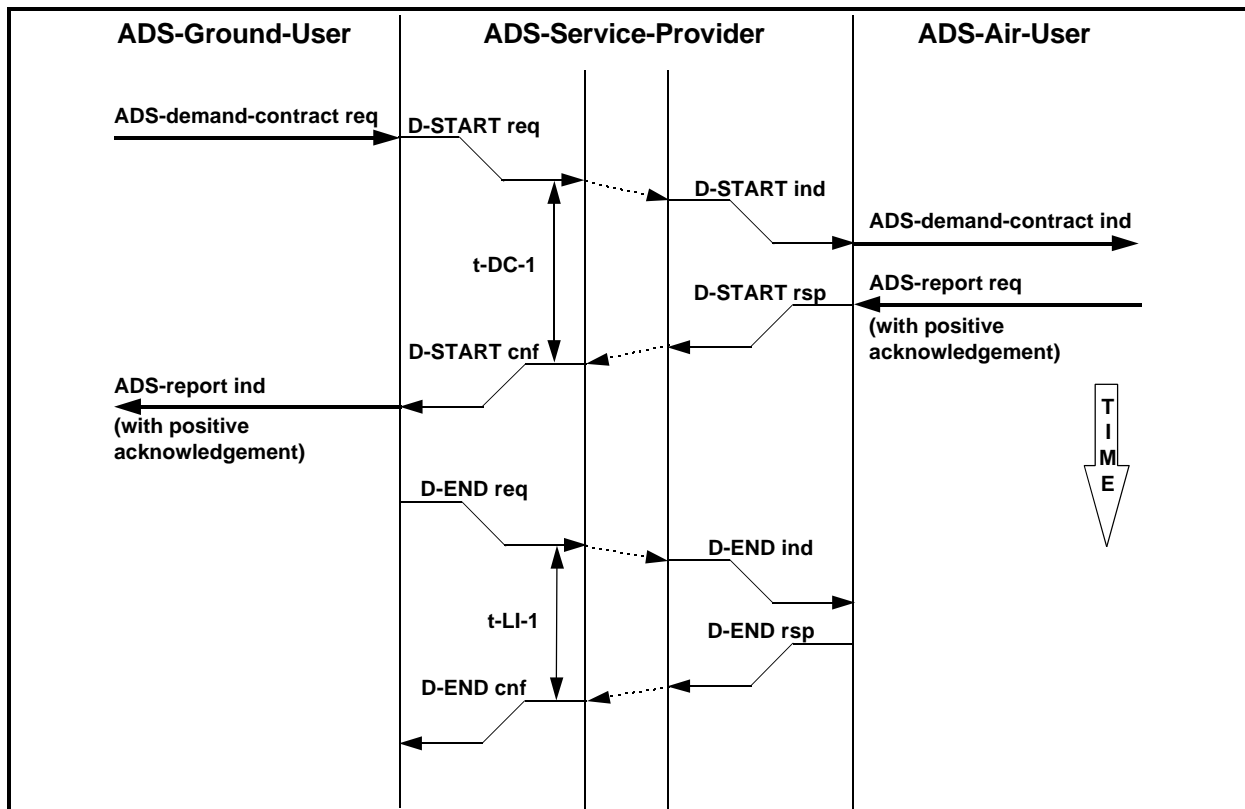 ADS-Ground-User
ADS-Service-Provider
ADS-Air-User
ADS-demand-contract req
D-START req
D-START ind
ADS-demand-contract ind
t-DC-1
ADS-report req
D-START rsp
(with positive
acknowledgement)
D-START cnf
ADS-report ind
(with positive
acknowledgement)
T
I
M
E
D-END req
D-END ind
t-LI-1
D-END rsp
D-END cnf